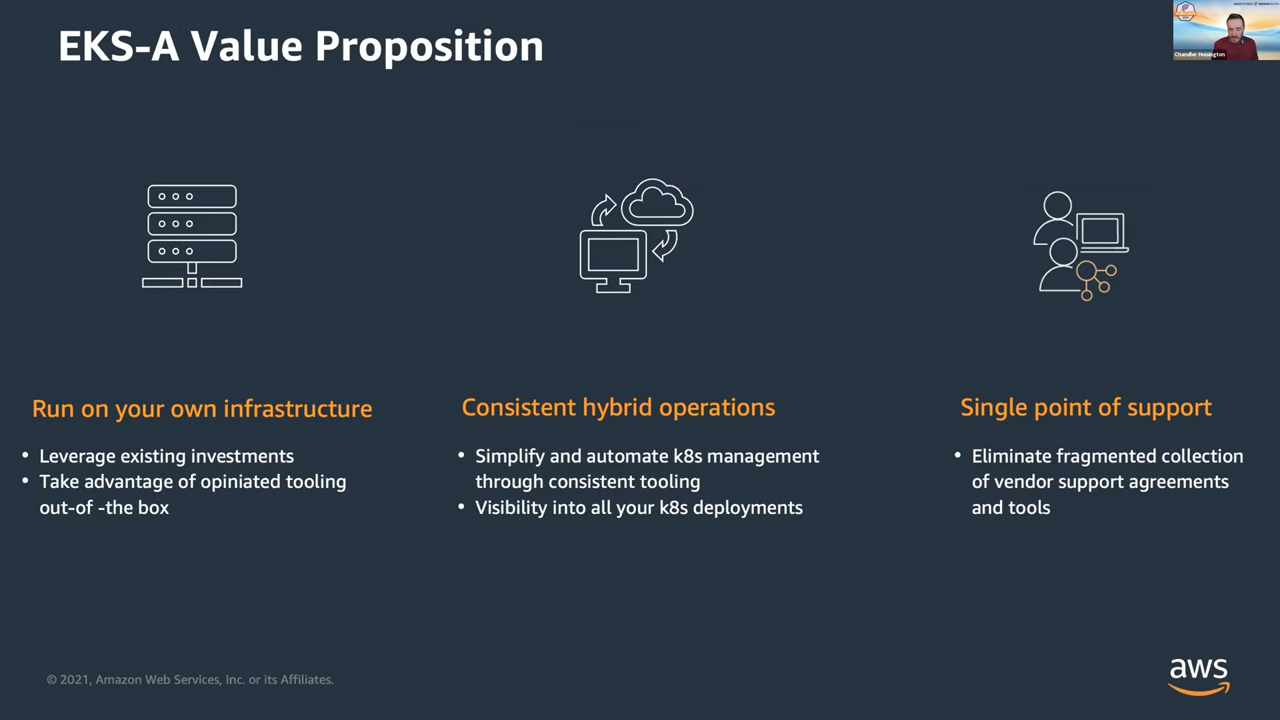 EKS-A Value Proposition
Chandler Hoisington
Run on your own infrastructure
• Leverage existing investments
• Take advantage of opiniated tooling
out-of -the box
Consistent hybrid operations
• Simplify and automate k8s management
through consistent tooling
• Visibility into all your k8s deployments
Single point of support
• Eliminate fragmented collection
of vendor support agreements
and tools
© 2021, Amazon Web Services, Inc. or its Affiliates.
aws